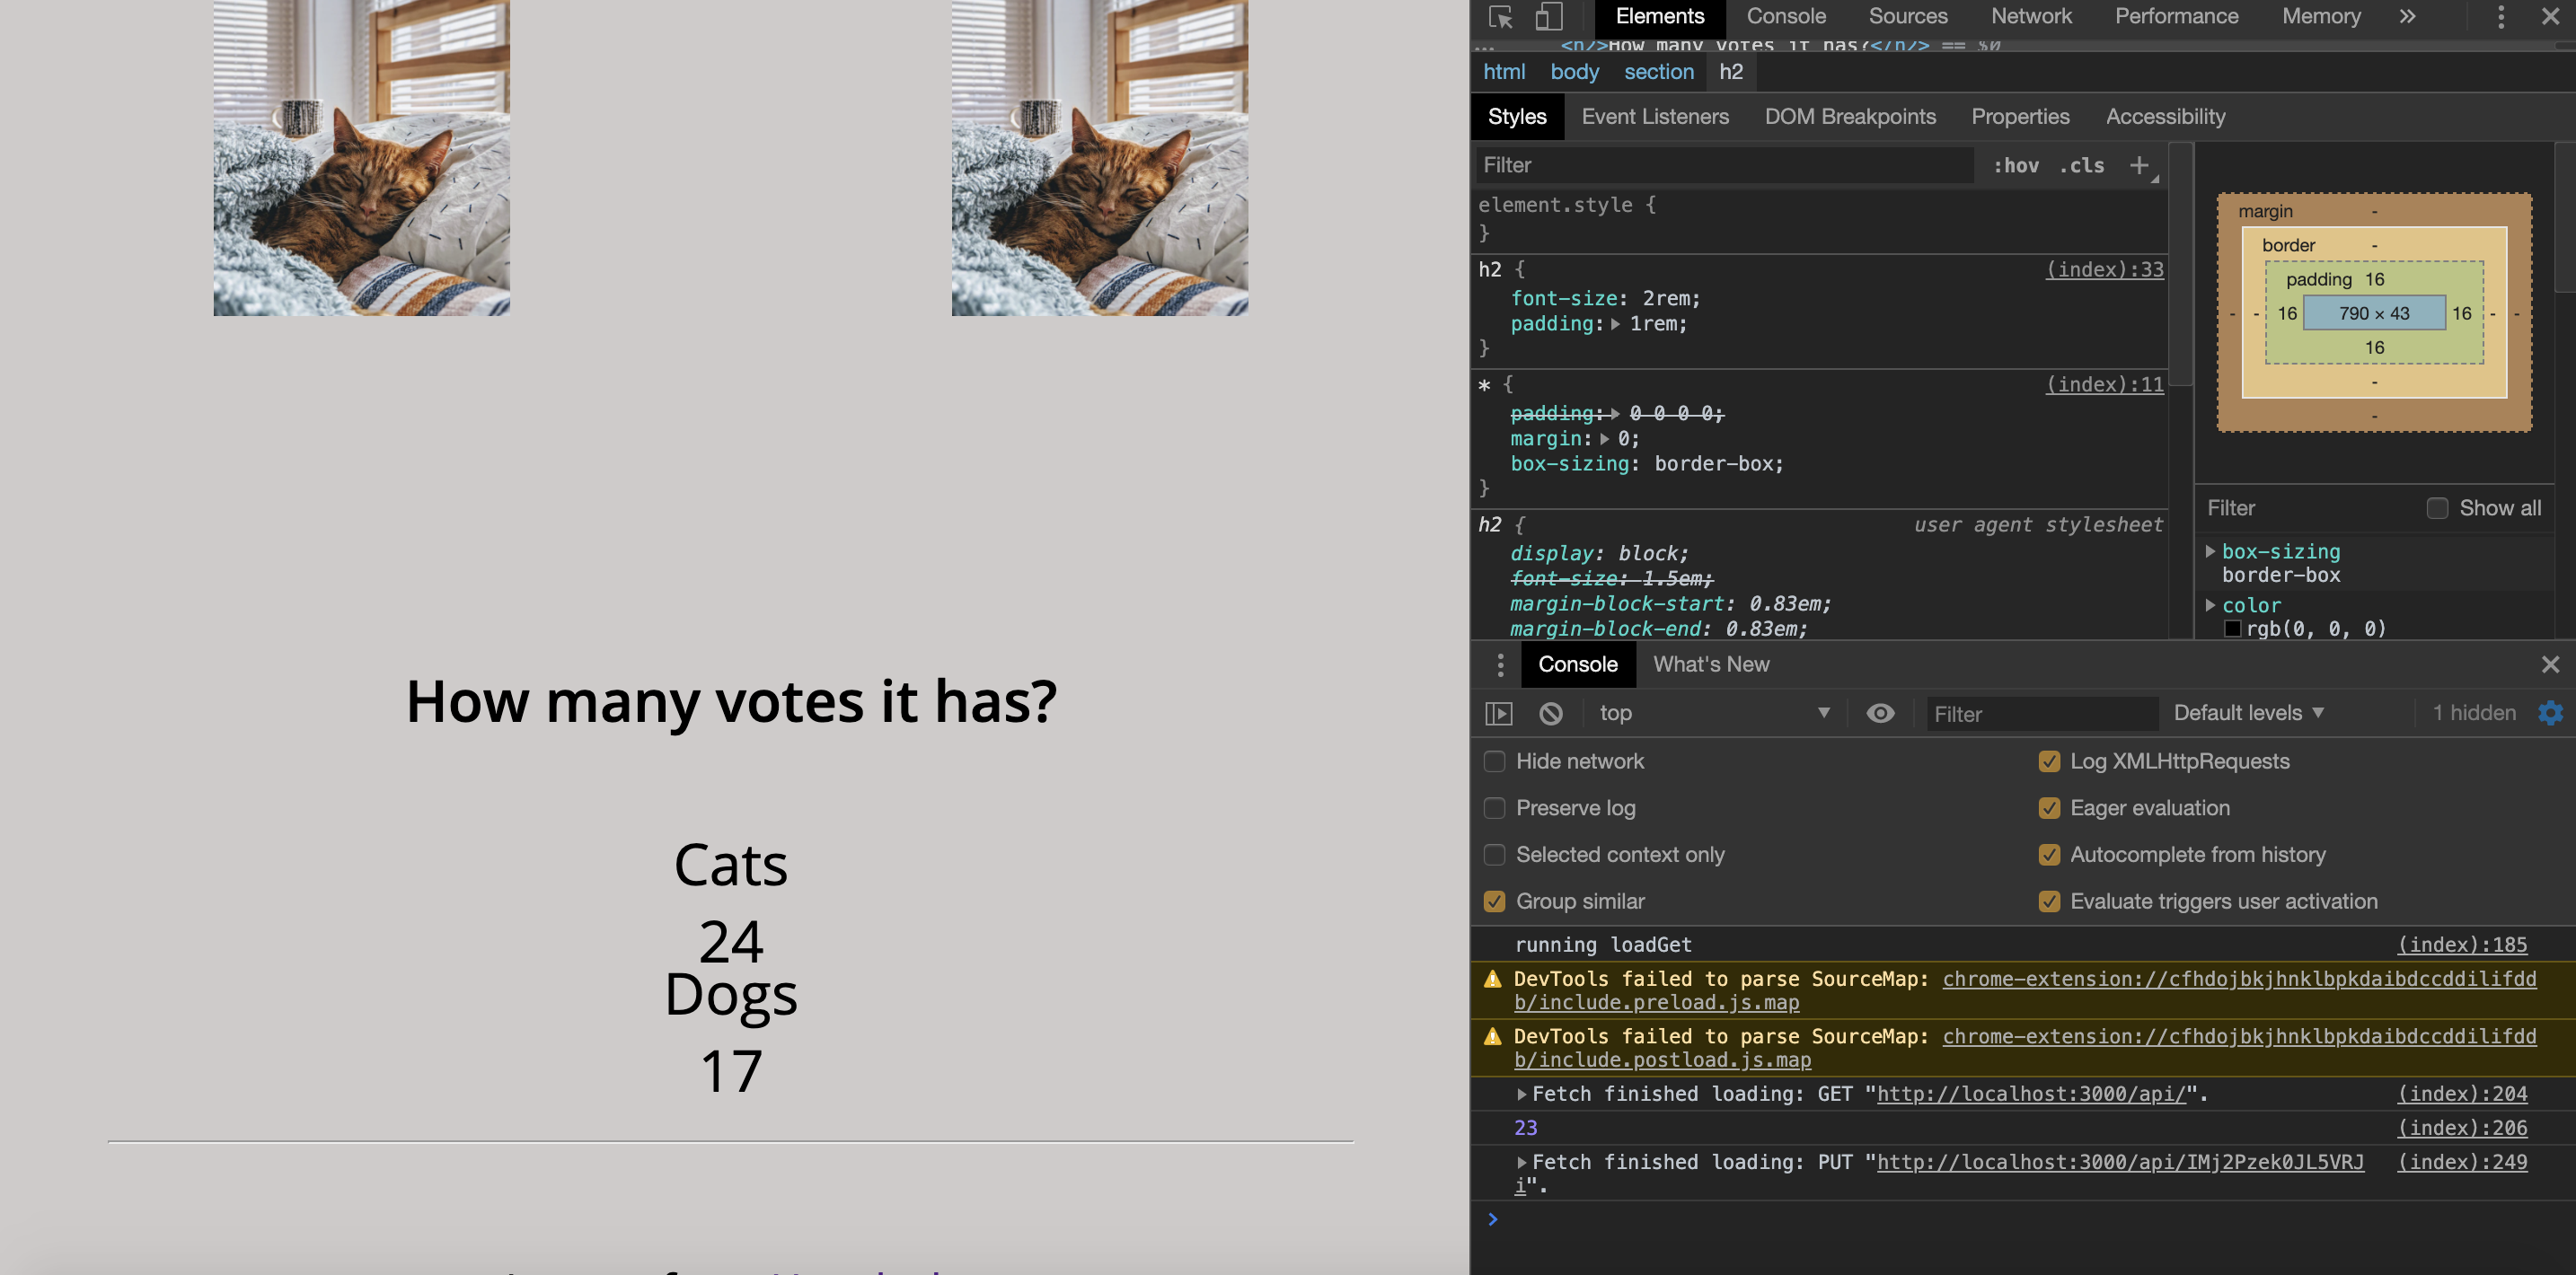 How many votes it has?
Cats
24
Dogs
17
Elements Console Sources Network Performance Memory »
<h2>How many votes it has?</h2> == $0
html body section h2
Styles Event Listeners DOM Breakpoints Properties Accessibility
Filter :hov .cls +
element.style {
}
h2 { (index):33
font-size: 2rem;
padding: 1rem;
}
* { (index):11
padding: 0 0 0 0;
margin: 0;
box-sizing: border-box;
}
h2 { user agent stylesheet
display: block;
font-size: 1.5em;
margin-block-start: 0.83em;
margin-block-end: 0.83em;
margin -
border -
padding 16
- - 16 790 × 43 16 - -
16
-
-
Filter Show all
box-sizing
border-box
color
rgb(0, 0, 0)
Console What's New
top Filter Default levels 1 hidden
Hide network Log XMLHttpRequests
Preserve log Eager evaluation
Selected context only Autocomplete from history
Group similar Evaluate triggers user activation
running loadGet (index):185
DevTools failed to parse SourceMap: chrome-extension://cfhdojbkjhnklbpkdaibdccddilifdd
b/include.preload.js.map
DevTools failed to parse SourceMap: chrome-extension://cfhdojbkjhnklbpkdaibdccddilifdd
b/include.postload.js.map
Fetch finished loading: GET "http://localhost:3000/api/". (index):204
23 (index):206
Fetch finished loading: PUT "http://localhost:3000/api/IMj2Pzek0JL5VRJ (index):249
i".